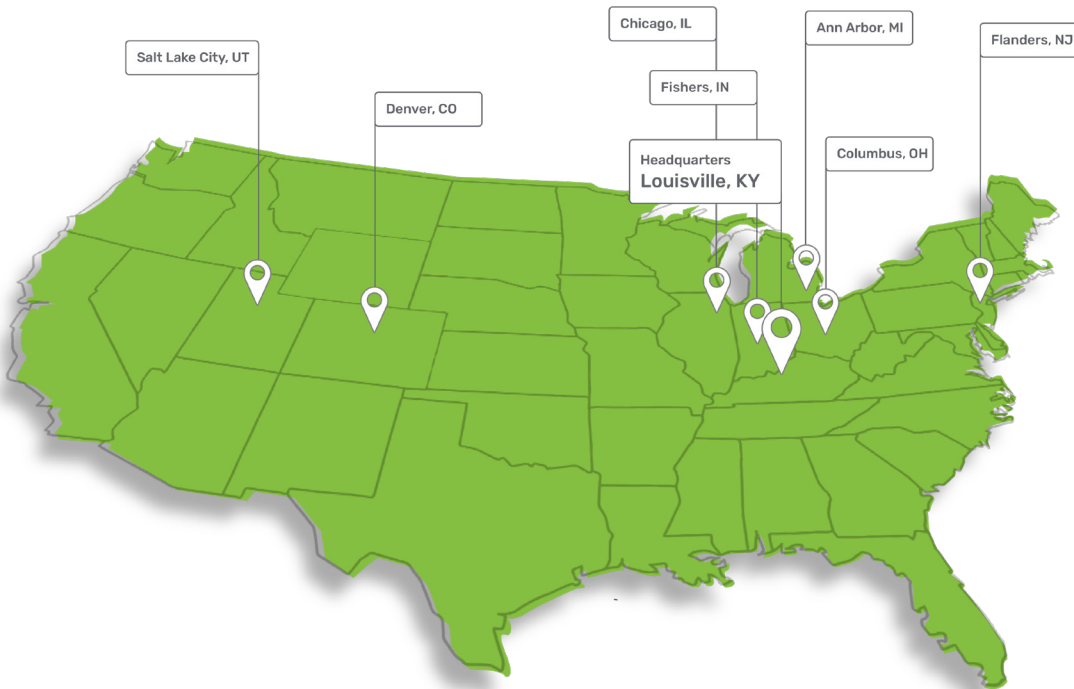 Chicago, IL
Ann Arbor, MI
Flanders, NJ
Salt Lake City, UT
Fishers, IN
Denver, CO
Columbus, OH
Headquarters
Louisville, KY